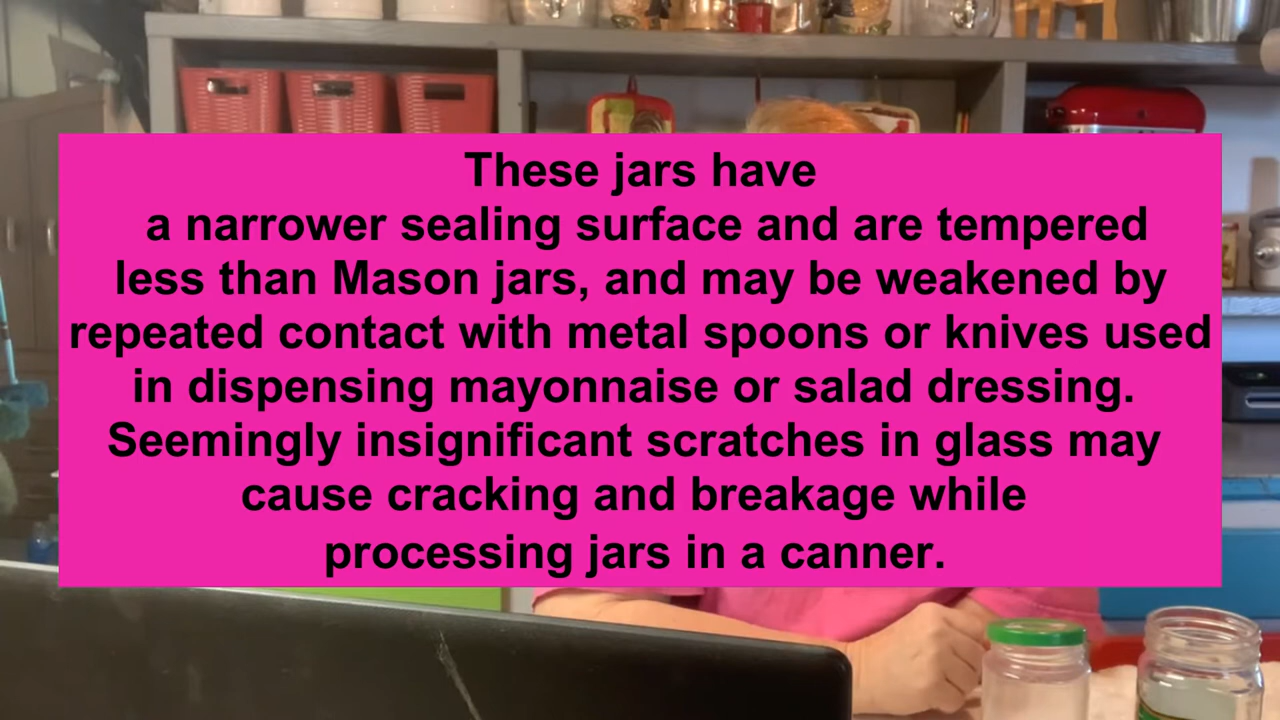 These jars have
a narrower sealing surface and are tempered
less than Mason jars, and may be weakened by
repeated contact with metal spoons or knives used
in dispensing mayonnaise or salad dressing.
Seemingly insignificant scratches in glass may
cause cracking and breakage while
processing jars in a canner.